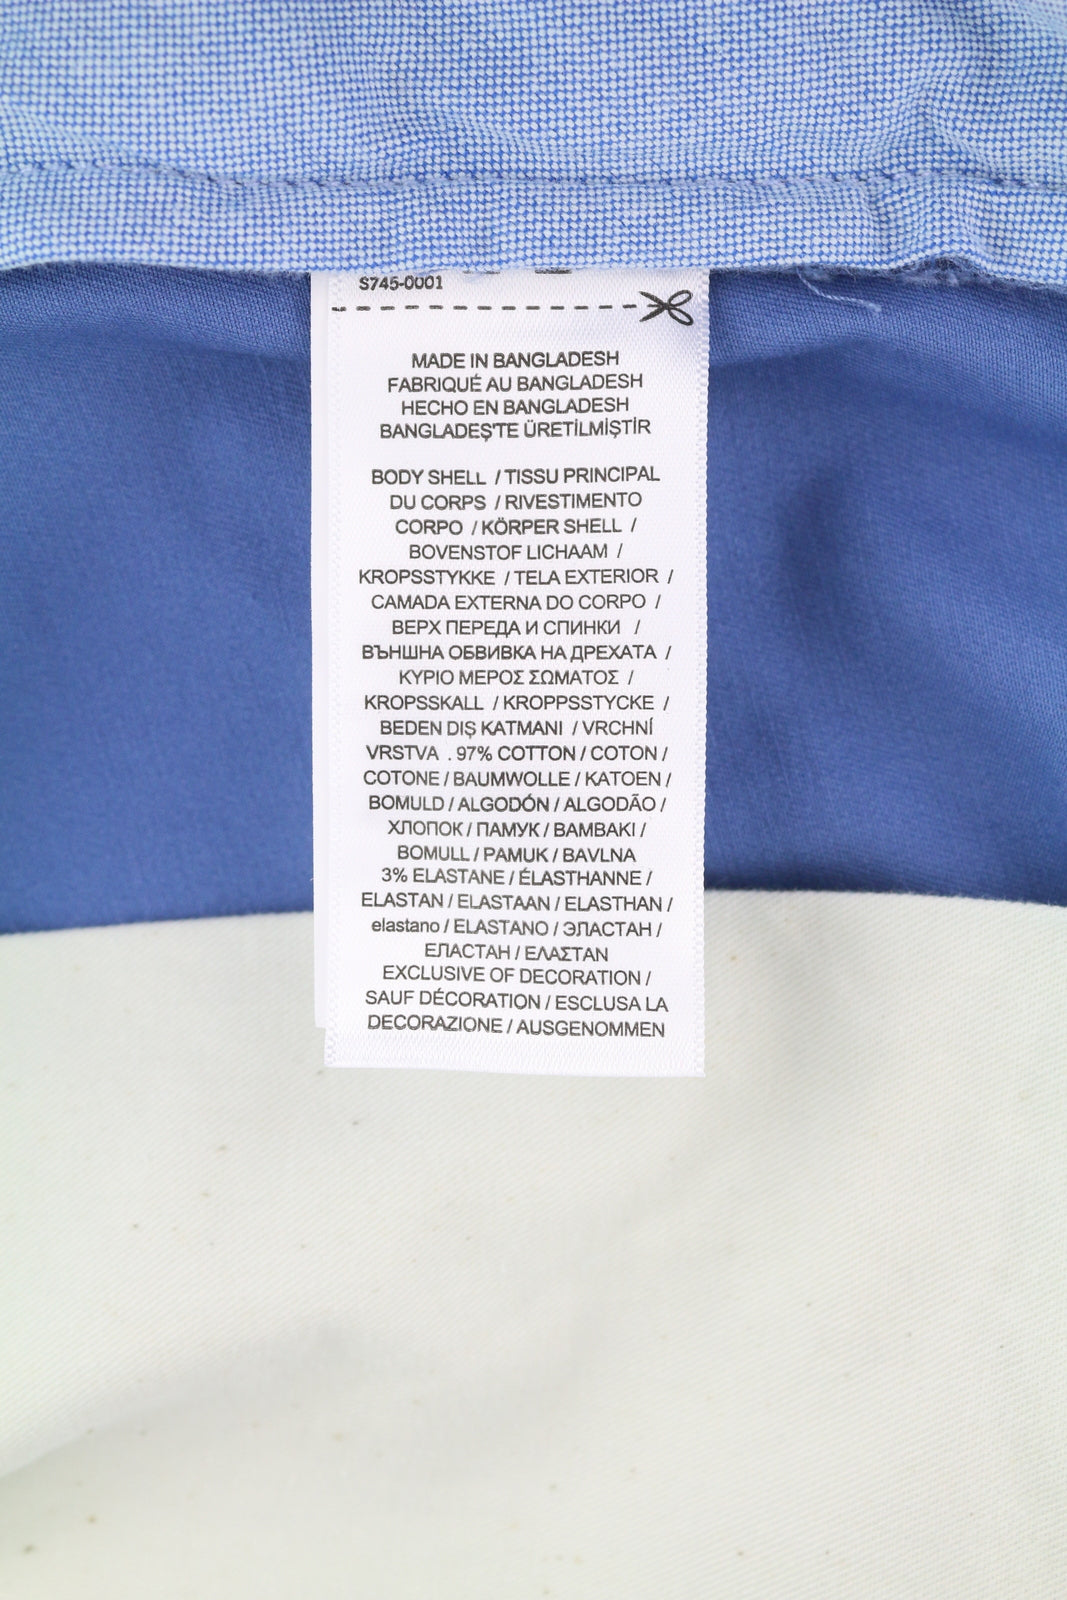 S745-0001
MADE IN BANGLADESH
FABRIQUÉ AU BANGLADESH
HECHO EN BANGLADESH
BANGLADEŞ'TE ÜRETİLMİŞTİR
BODY SHELL / TISSU PRINCIPAL
DU CORPS / RIVESTIMENTO
CORPO / KÖRPER SHELL /
BOVENSTOF LICHAAM /
KROPSSTYKKE / TELA EXTERIOR /
CAMADA EXTERNA DO CORPO /
ВЕРХ ПЕРЕДА И СПИНКИ /
ВЪНШНА ОБВИВКА НА ДРЕХАТА /
ΚΥΡΙΟ ΜΕΡΟΣ ΣΩΜΑΤΟΣ /
KROPSSKALL / KROPPSSTYCKE /
BEDEN DIŞ KATMANI / VRCHNÍ
VRSTVA . 97% COTTON / COTON /
COTONE / BAUMWOLLE / KATOEN /
BOMULD / ALGODÓN / ALGODÃO /
ХЛОПОК / ПАМУК / ΒΑΜΒΑΚΙ /
BOMULL / PAMUK / BAVLNA
3% ELASTANE / ÉLASTHANNE /
ELASTAN / ELASTAAN / ELASTHAN /
elastano / ELASTANO / ЭЛАСТАН /
ЕЛАСТАН / ΕΛΑΣΤΑΝ
EXCLUSIVE OF DECORATION /
SAUF DÉCORATION / ESCLUSA LA
DECORAZIONE / AUSGENOMMEN